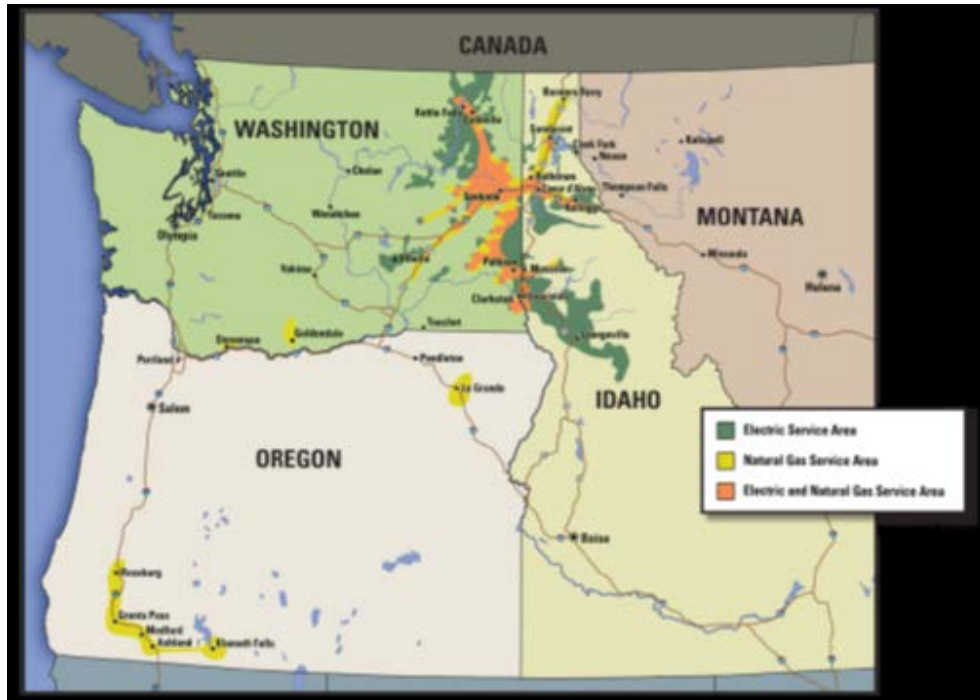 CANADA
Bonners Ferry
Kettle Falls
Colville
WASHINGTON
Sandpoint
Clark Fork
Noxon
Kalispell
Seattle
Chelan
Rathdrum
Spokane
Coeur d'Alene
Thompson Falls
Kellogg
Tacoma
Wenatchee
MONTANA
Olympia
Othello
Pullman
Moscow
Missoula
Yakima
Helena
Clarkston
Lewiston
Goldendale
Stevenson
Touchet
Grangeville
Portland
Pendleton
La Grande
Salem
IDAHO
OREGON
Electric Service Area
Natural Gas Service Area
Electric and Natural Gas Service Area
Boise
Roseburg
Grants Pass
Medford
Ashland
Klamath Falls